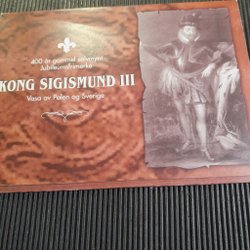 400 år gammel sølvmynt
Jubileumsfrimerke
KONG SIGISMUND III
Vasa av Polen og Sverige